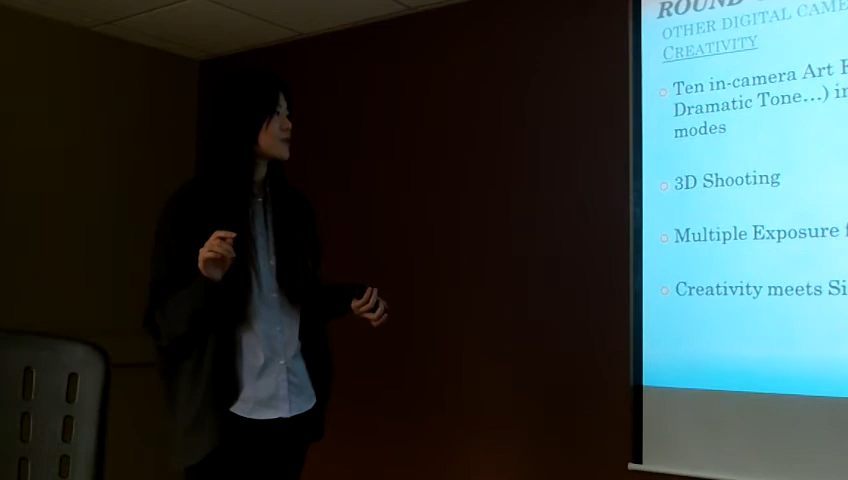 ROUND
OTHER DIGITAL CAME
CREATIVITY
Ten in-camera Art
Dramatic Tone...) in
modes
3D Shooting
Multiple Exposure
Creativity meets Si